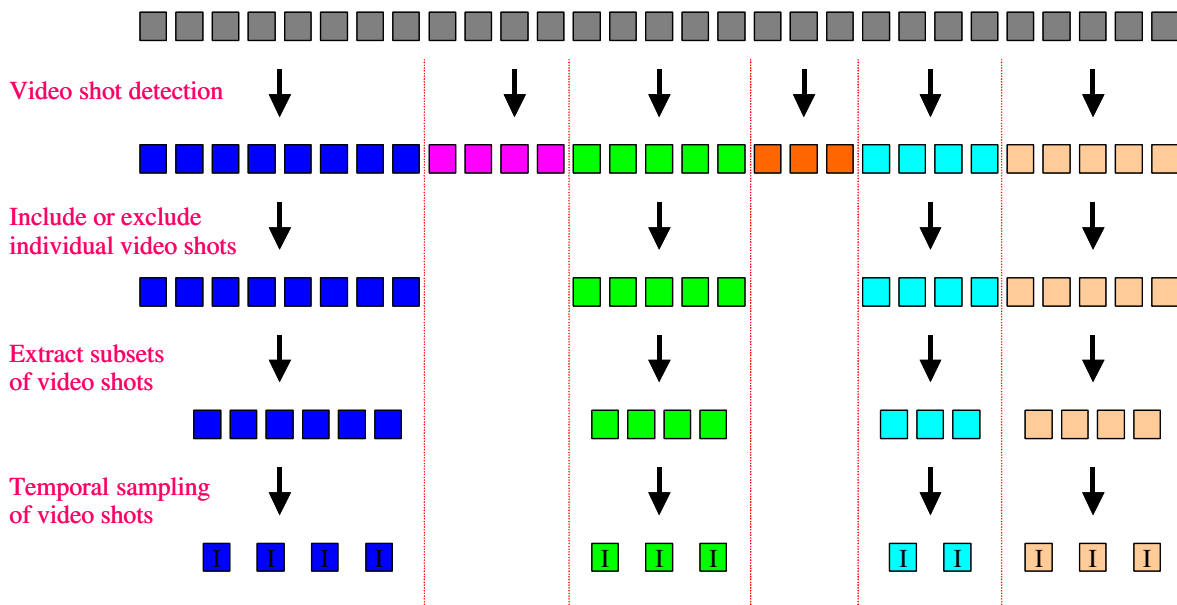 Video shot detection
Include or exclude
individual video shots
Extract subsets
of video shots
Temporal sampling
of video shots
I I I I I I I I I I I I